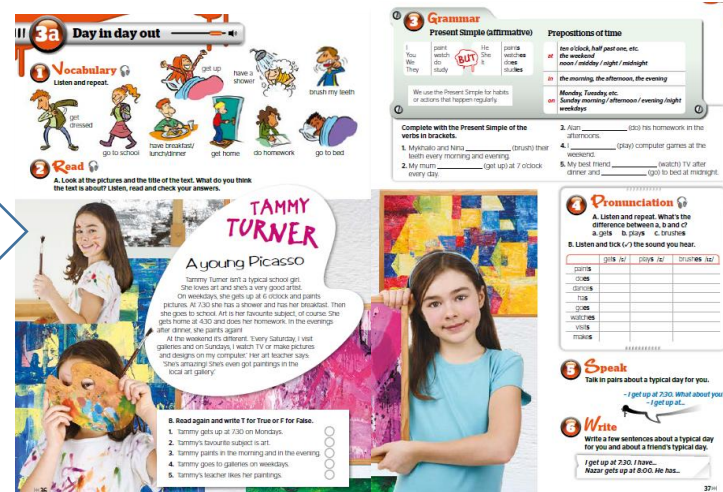 3a Day in day out
1 Vocabulary
Listen and repeat.
get up
have a
shower
brush my teeth
get
dressed
go to school
have breakfast/
lunch/dinner
get home
do homework
go to bed
2 Read
A. Look at the pictures and the title of the text. What do you think
the text is about? Listen, read and check your answers.
TAMMY
TURNER
A young Picasso
Tammy Turner isn't a typical school girl.
She loves art and she's a very good artist.
On weekdays, she gets up at 6 o'clock and paints
pictures. At 7.30 she has a shower and has her breakfast. Then
she goes to school. Art is her favourite subject, of course. She
gets home at 4.30 and does her homework. In the evenings
after dinner, she paints again!
At the weekend it's different. 'Every Saturday, I visit
galleries and on Sundays, I watch TV or make pictures
and designs on my computer.' Her art teacher says:
'She's amazing! She's even got paintings in the
local art gallery.'
B. Read again and write T for True or F for False.
1. Tammy gets up at 7.30 on Mondays.
2. Tammy's favourite subject is art.
3. Tammy paints in the morning and in the evening.
4. Tammy goes to galleries on weekdays.
5. Tammy's teacher likes her paintings.
36
3 Grammar
Present Simple (affirmative)
I paint
You watch
We do
They study
BUT
He paints
She watches
It does
studies
We use the Present Simple for habits
or actions that happen regularly.
Prepositions of time
at
ten o'clock, half past one, etc.
the weekend
noon / midday / night / midnight
in the morning, the afternoon, the evening
on
Monday, Tuesday, etc.
Sunday morning / afternoon / evening / night
weekdays
Complete with the Present Simple of the
verbs in brackets.
1. Mykhailo and Nina ________ (brush) their
teeth every morning and evening.
2. My mum ________ (get up) at 7 o'clock
every day.
3. Alan ________ (do) his homework in the
afternoons.
4. I ________ (play) computer games at the
weekend.
5. My best friend ________ (watch) TV after
dinner and ________ (go) to bed at midnight.
4 Pronunciation
A. Listen and repeat. What's the
difference between a, b and c?
a. gets b. plays c. brushes
B. Listen and tick (✓) the sound you hear.
gets /s/ plays /z/ brushes /ɪz/
paints
does
dances
has
goes
watches
visits
makes
5 Speak
Talk in pairs about a typical day for you.
- I get up at 7.30. What about you
- I get up at...
6 Write
Write a few sentences about a typical day
for you and about a friend's typical day.
I get up at 7.30. I have...
Nazar gets up at 8.00. He has...
37